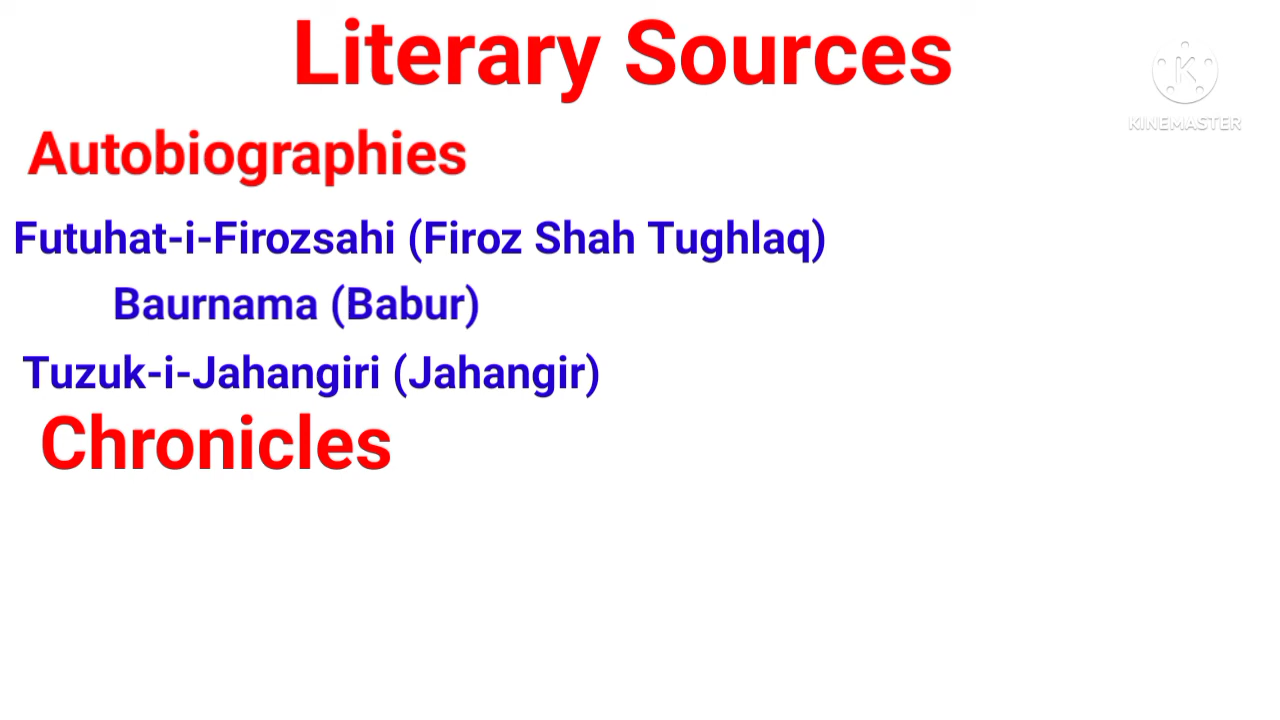 Literary Sources
KINEMASTER
Autobiographies
Futuhat-i-Firozsahi (Firoz Shah Tughlaq)
Baurnama (Babur)
Tuzuk-i-Jahangiri (Jahangir)
Chronicles